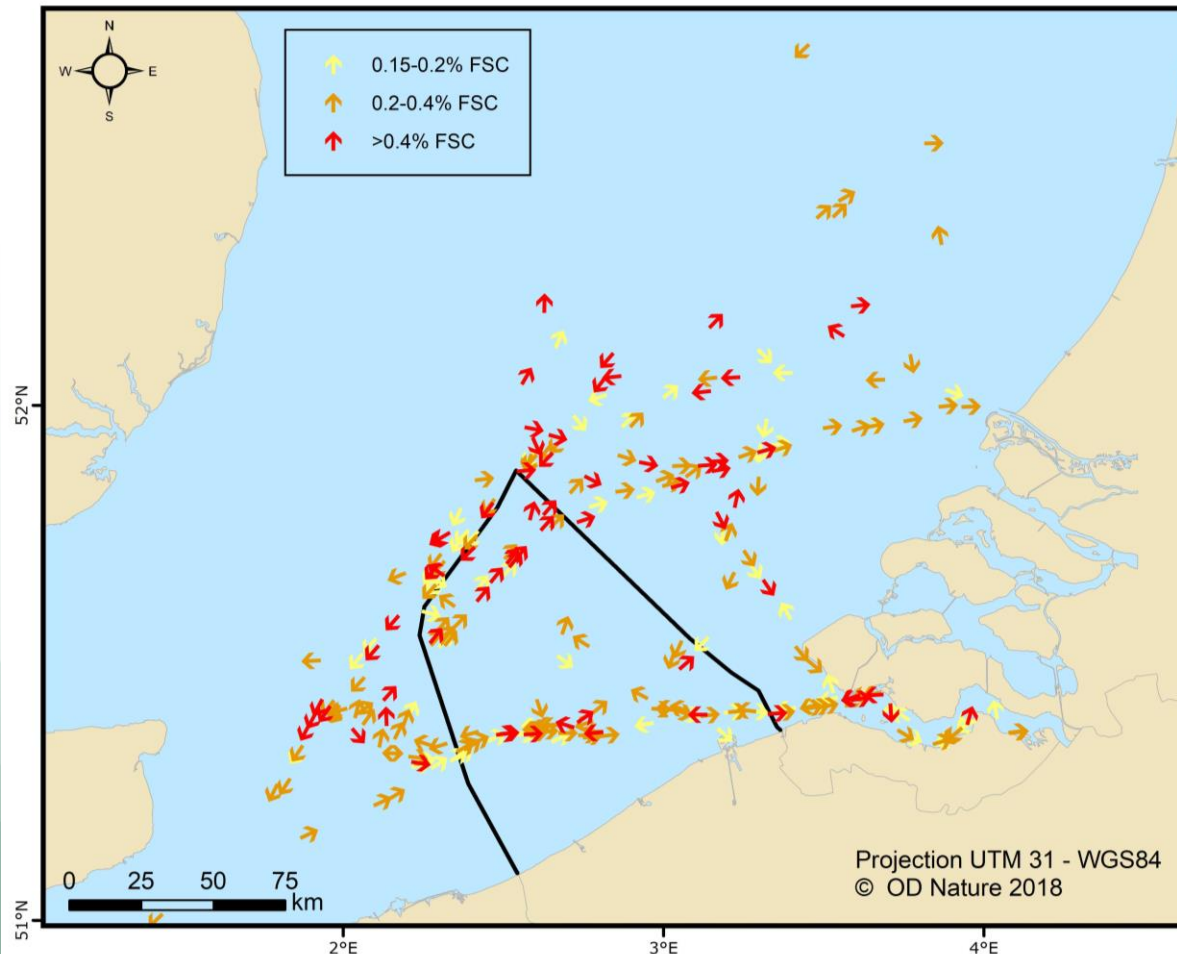 N
W E
S
0.15-0.2% FSC
0.2-0.4% FSC
>0.4% FSC
52°N
51°N
0 25 50 75
km
Projection UTM 31 - WGS84
© OD Nature 2018
2°E 3°E 4°E